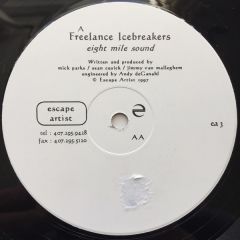 A
Freelance Icebreakers
eight mile sound
Written and produced by
mick parks / sean cusick / jimmy van malleghem
engineered by Andy deGanahl
© Escape Artist 1997
escape
artist
e
ea 3
AA
tel : 407.295.0418
fax : 407.295.5120